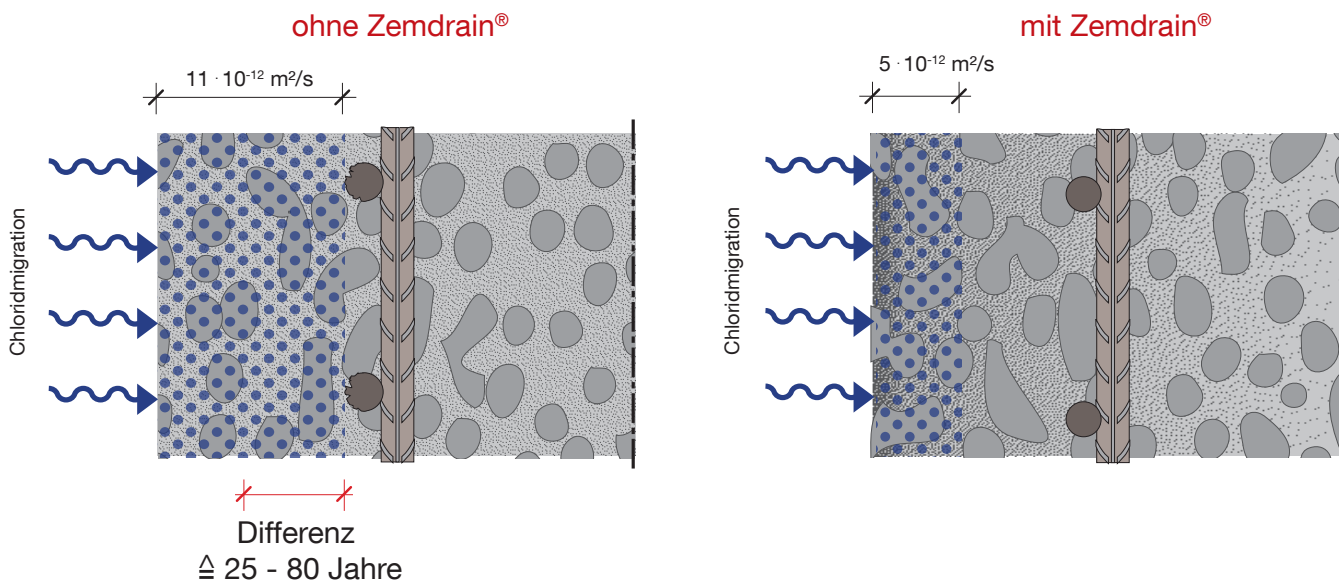 ohne Zemdrain®
11 · 10⁻¹² m²/s
Chloridmigration
Differenz
≙ 25 - 80 Jahre
mit Zemdrain®
5 · 10⁻¹² m²/s
Chloridmigration